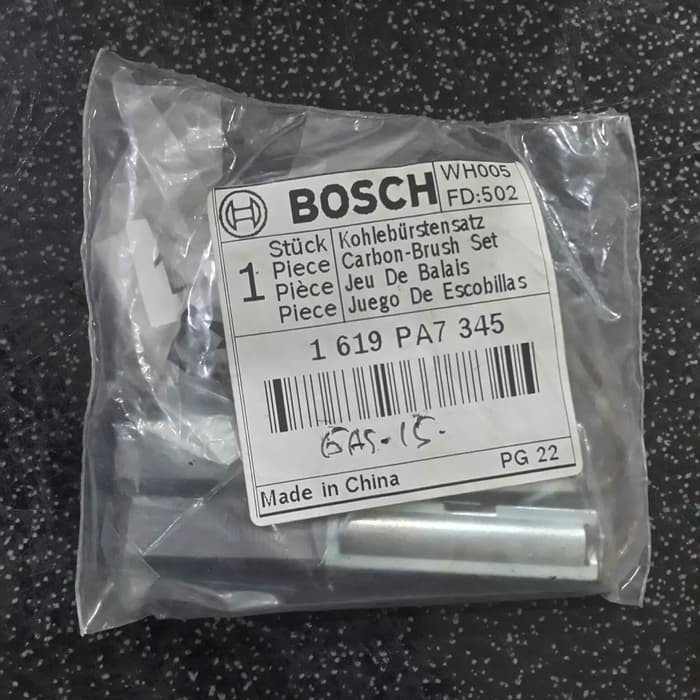 BOSCH
WH005
FD:502
1
Stück
Piece
Pièce
Piece
Kohlebürstensatz
Carbon-Brush Set
Jeu De Balais
Juego De Escobillas
1 619 PA7 345
GAS-15.
PG 22
Made in China